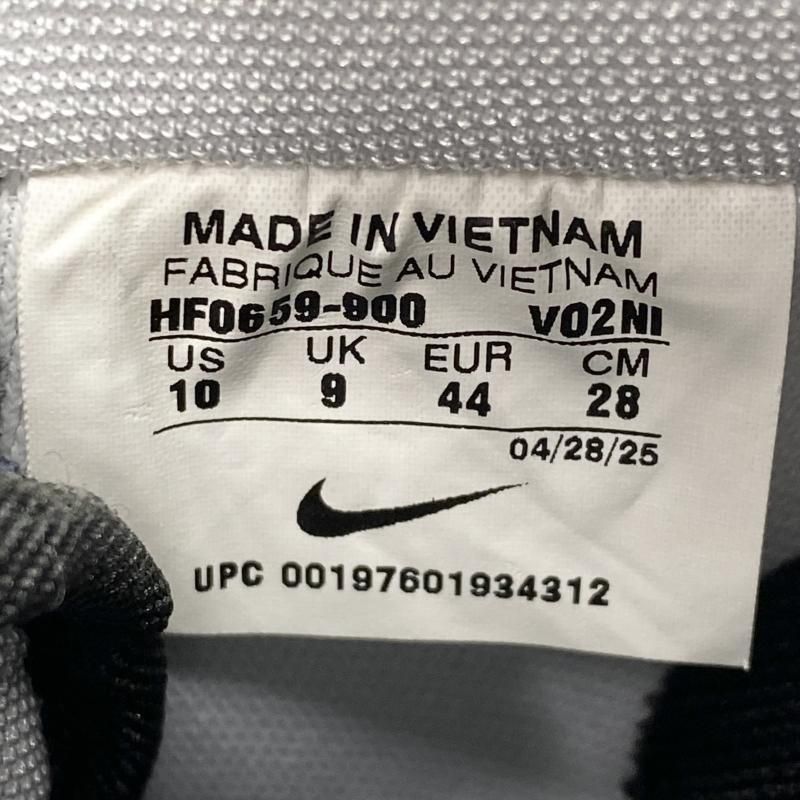 MADE IN VIETNAM
FABRIQUE AU VIETNAM
HF0659-900 V02NI
US UK EUR CM
10 9 44 28
04/28/25
UPC 00197601934312